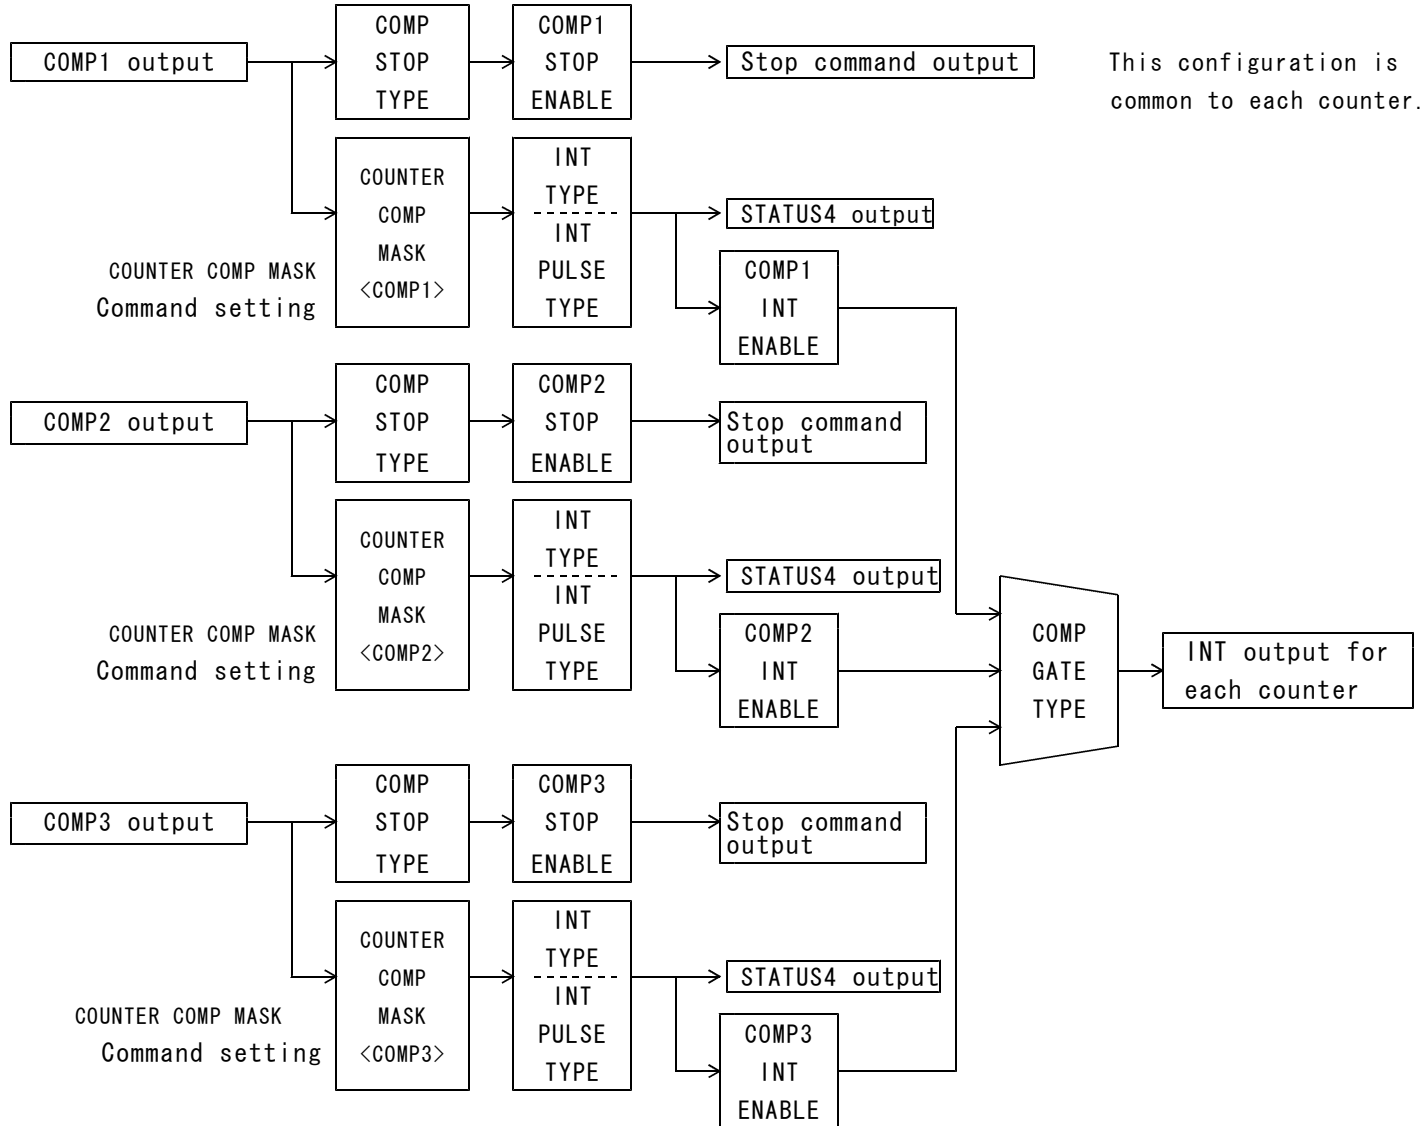 COMP1 output
COMP
STOP
TYPE
COMP1
STOP
ENABLE
Stop command output
This configuration is
common to each counter.
COUNTER COMP MASK
Command setting
COUNTER
COMP
MASK
<COMP1>
INT
TYPE
INT
PULSE
TYPE
STATUS4 output
COMP1
INT
ENABLE
COMP2 output
COMP
STOP
TYPE
COMP2
STOP
ENABLE
Stop command
output
COUNTER COMP MASK
Command setting
COUNTER
COMP
MASK
<COMP2>
INT
TYPE
INT
PULSE
TYPE
STATUS4 output
COMP2
INT
ENABLE
COMP
GATE
TYPE
INT output for
each counter
COMP3 output
COMP
STOP
TYPE
COMP3
STOP
ENABLE
Stop command
output
COUNTER COMP MASK
Command setting
COUNTER
COMP
MASK
<COMP3>
INT
TYPE
INT
PULSE
TYPE
STATUS4 output
COMP3
INT
ENABLE